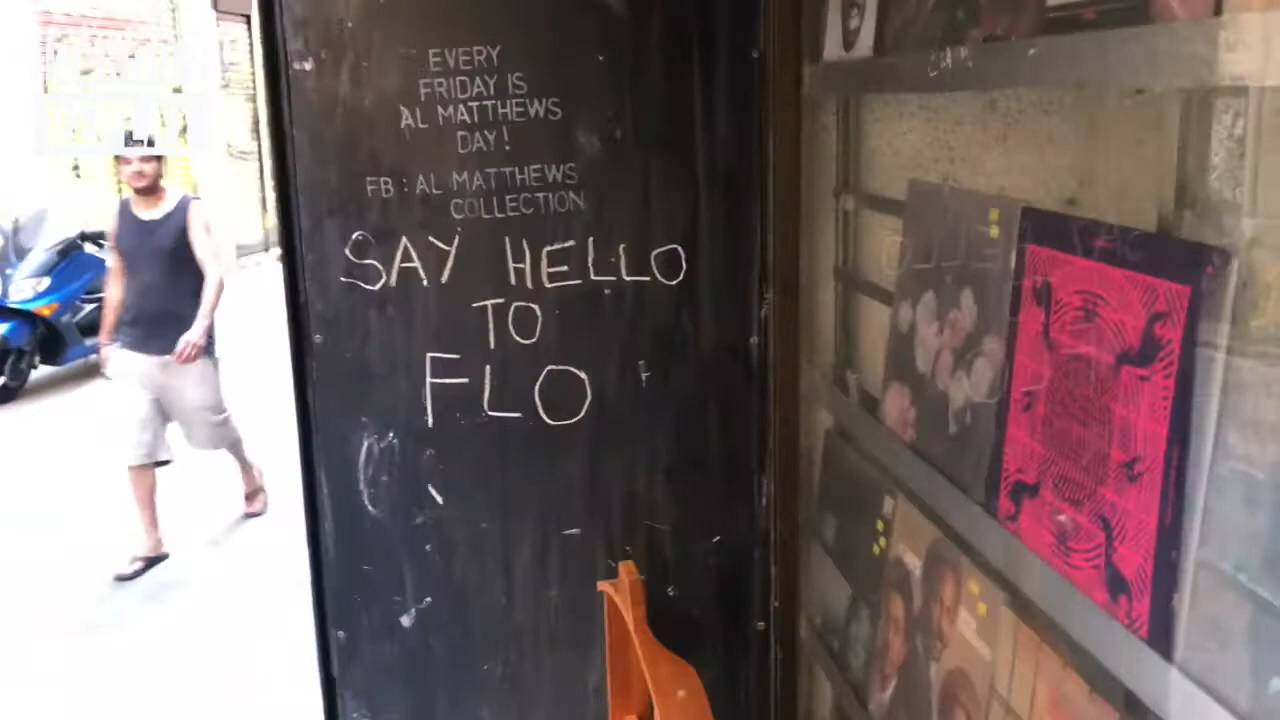 EVERY
FRIDAY IS
AL MATTHEWS
DAY!
FB: AL MATTHEWS
COLLECTION
SAY HELLO
TO
FLO